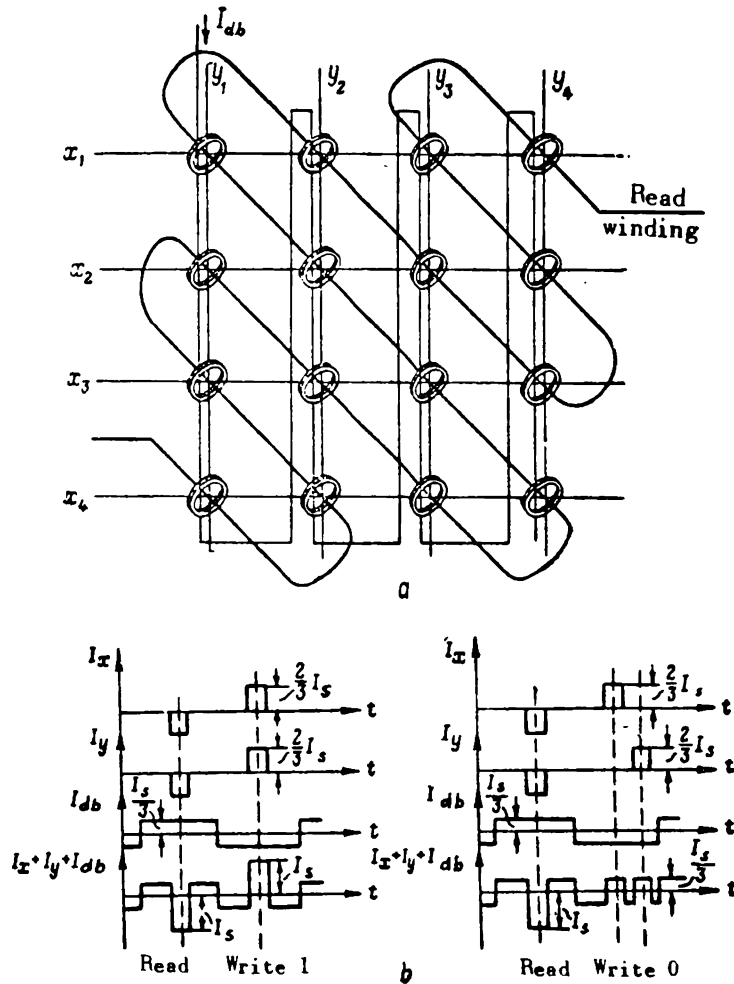 I_db
y_1 y_2 y_3 y_4
x_1
Read
winding
x_2
x_3
x_4
a
I_x
2/3 I_s
t
I_y
2/3 I_s
t
I_db
I_s/3
t
I_x+I_y+I_db
I_s
t
I_s
Read Write 1
I_x
2/3 I_s
t
I_y
2/3 I_s
t
I_db
I_s/3
t
I_x+I_y+I_db
I_s/3
t
I_s
Read Write 0
b